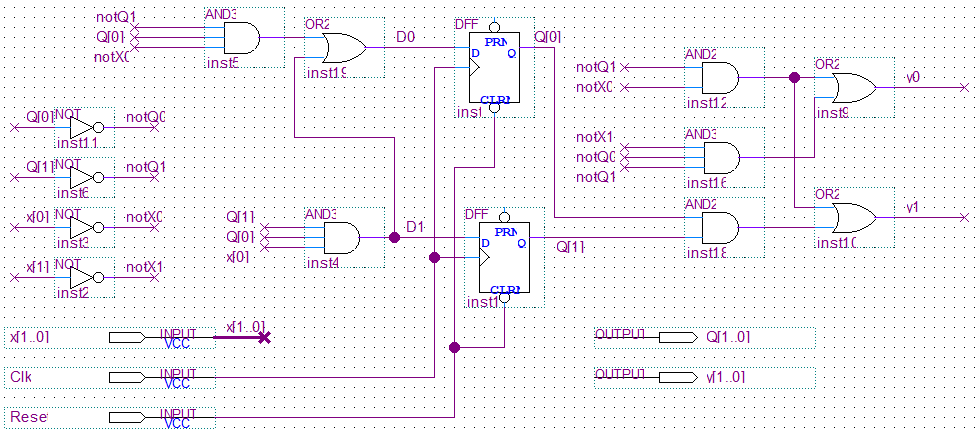 notQ1
Q[0]
notX0
AND3
inst5
OR2
inst19
D0
DFF
PRN
D
Q
CLRN
inst
Q[0]
notQ1
notX0
AND2
inst12
OR2
inst9
y0
Q[0]
NOT
notQ0
inst11
Q[1]
NOT
notQ1
inst6
x[0]
NOT
notX0
inst3
x[1]
NOT
notX1
inst2
notX1
notQ0
notQ1
AND3
inst16
Q[1]
Q[0]
x[0]
AND3
inst4
D1
DFF
PRN
D
Q
CLRN
inst1
Q[1]
AND2
inst18
OR2
inst10
y1
x[1..0]
INPUT
VCC
x[1..0]
Clk
INPUT
VCC
Rese
INPUT
VCC
OUTPUT
Q[1..0]
OUTPUT
y[1..0]